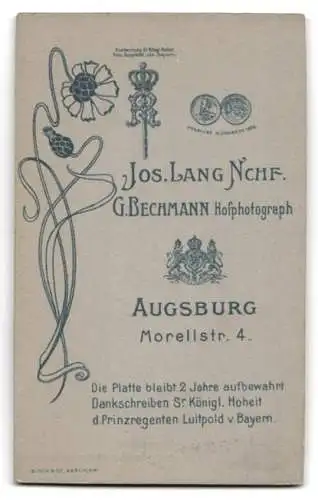 JOS. LANG NCHF.
G. BECHMANN Hofphotograph
AUGSBURG
Morellstr. 4.
Die Platte bleibt 2 Jahre aufbewahrt
Dankschreiben Sr. Königl. Hoheit
d. Prinzregenten Luitpold v. Bayern.